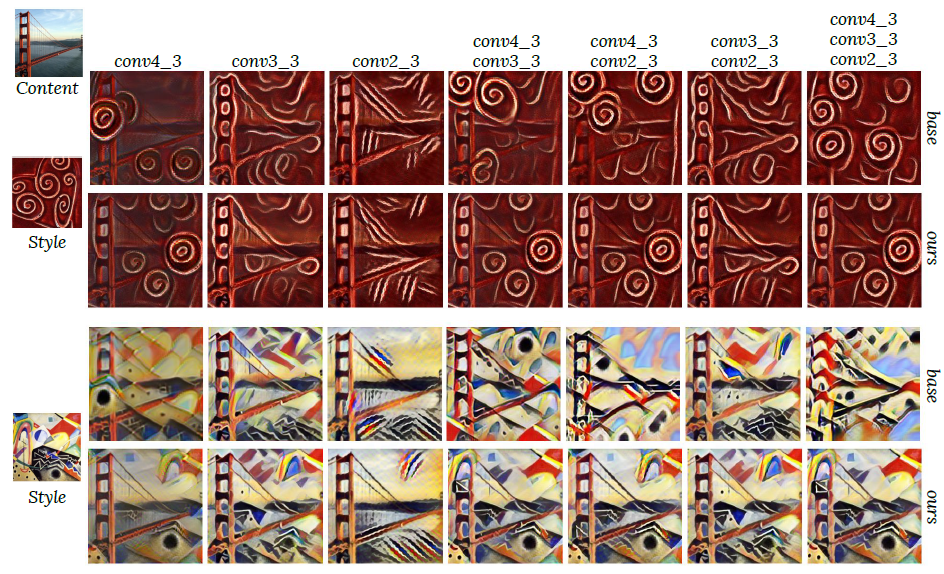 Content
conv4_3
conv3_3
conv2_3
conv4_3
conv3_3
conv4_3
conv2_3
conv3_3
conv2_3
conv4_3
conv3_3
conv2_3
base
Style
ours
base
Style
ours